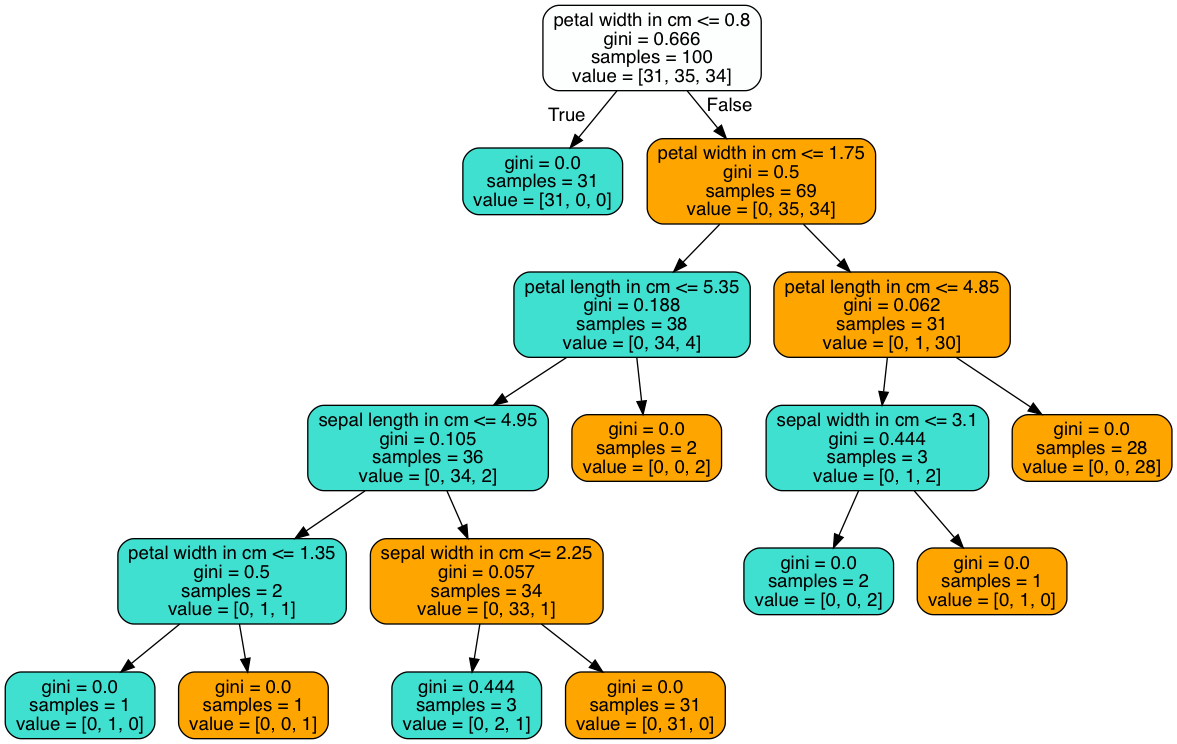 petal width in cm <= 0.8
gini = 0.666
samples = 100
value = [31, 35, 34]
True
False
gini = 0.0
samples = 31
value = [31, 0, 0]
petal width in cm <= 1.75
gini = 0.5
samples = 69
value = [0, 35, 34]
petal length in cm <= 5.35
gini = 0.188
samples = 38
value = [0, 34, 4]
petal length in cm <= 4.85
gini = 0.062
samples = 31
value = [0, 1, 30]
sepal length in cm <= 4.95
gini = 0.105
samples = 36
value = [0, 34, 2]
gini = 0.0
samples = 2
value = [0, 0, 2]
sepal width in cm <= 3.1
gini = 0.444
samples = 3
value = [0, 1, 2]
gini = 0.0
samples = 28
value = [0, 0, 28]
petal width in cm <= 1.35
gini = 0.5
samples = 2
value = [0, 1, 1]
sepal width in cm <= 2.25
gini = 0.057
samples = 34
value = [0, 33, 1]
gini = 0.0
samples = 2
value = [0, 0, 2]
gini = 0.0
samples = 1
value = [0, 1, 0]
gini = 0.0
samples = 1
value = [0, 1, 0]
gini = 0.0
samples = 1
value = [0, 0, 1]
gini = 0.444
samples = 3
value = [0, 2, 1]
gini = 0.0
samples = 31
value = [0, 31, 0]